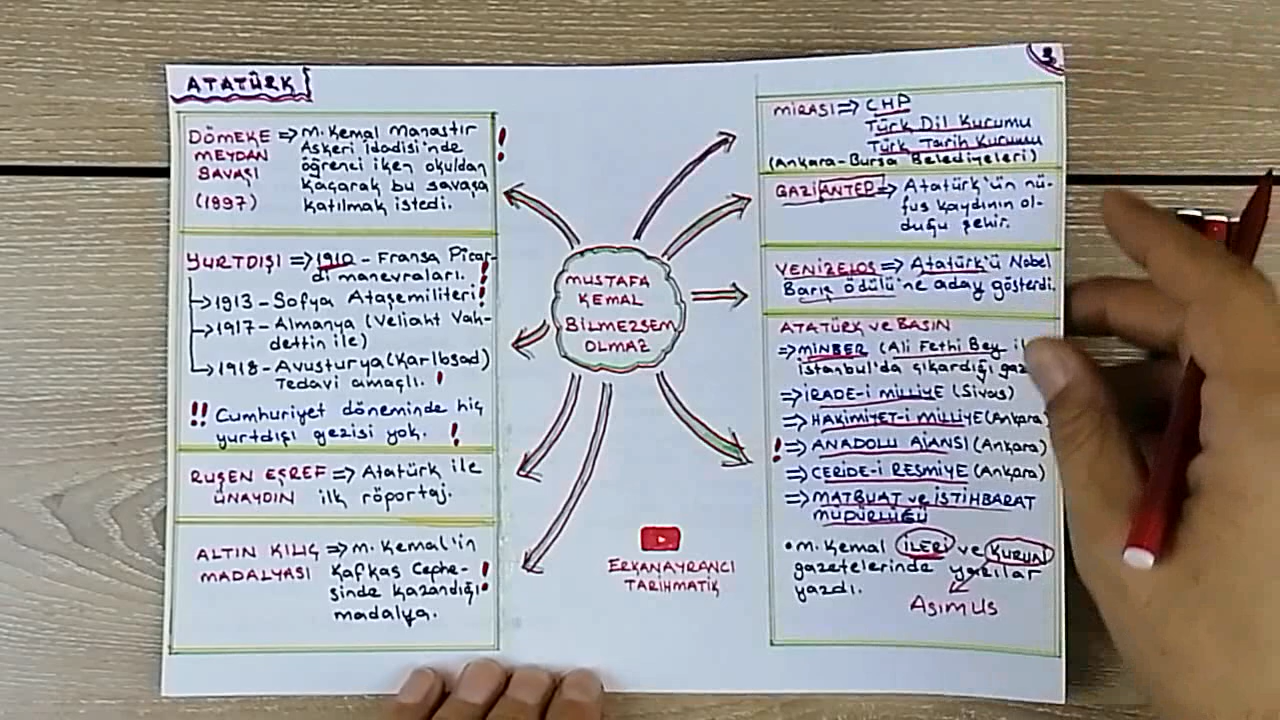 ATATÜRK
3
DÖMEKE ⇒ M. Kemal Manastır
MEYDAN Askeri İdadisi'nde
SAVAŞI öğrenci iken okuldan
kaçarak bu savaşa
(1897) katılmak istedi.
!
YURTDIŞI ⇒ 1910 - Fransa Picar-
di manevraları. !
→ 1913 - Sofya Ataşemiliteri !
→ 1917 - Almanya (Veliaht Vah-
dettin ile)
→ 1918 - Avusturya (Karlbsad)
Tedavi amaçlı. !
!! Cumhuriyet döneminde hiç
yurtdışı gezisi yok. !
RUŞEN EŞREF ⇒ Atatürk ile
ÜNAYDIN ilk röportaj.
ALTIN KILIÇ ⇒ M. Kemal'in
MADALYASI Kafkas Cephe-
sinde kazandığı !
madalya.
MUSTAFA
KEMAL
BİLMEZSEM
OLMAZ
ERKANAYRANCI
TARİHMATİK
MİRASI ⇒ CHP
Türk Dil Kurumu
Türk Tarih Kurumu
(Ankara-Bursa Belediyeleri)
GAZİANTEP ⇒ Atatürk'ün nü-
fus kaydının ol-
duğu şehir.
VENİZELOS ⇒ Atatürk'ü Nobel
Barış Ödülü'ne aday gösterdi.
ATATÜRK ve BASIN
⇒ MİNBER (Ali Fethi Bey
İstanbul'da çıkardığı
⇒ İRADE-İ MİLLİYE (Sivas)
⇒ HAKİMİYET-İ MİLLİYE (Ankara)
! ⇒ ANADOLU AJANSI (Ankara)
⇒ CERİDE-İ RESMİYE (Ankara)
⇒ MATBUAT ve İSTİHBARAT
MÜDÜRLÜĞÜ
• M. Kemal İLERİ ve
gazetelerinde yazılar
yazdı.